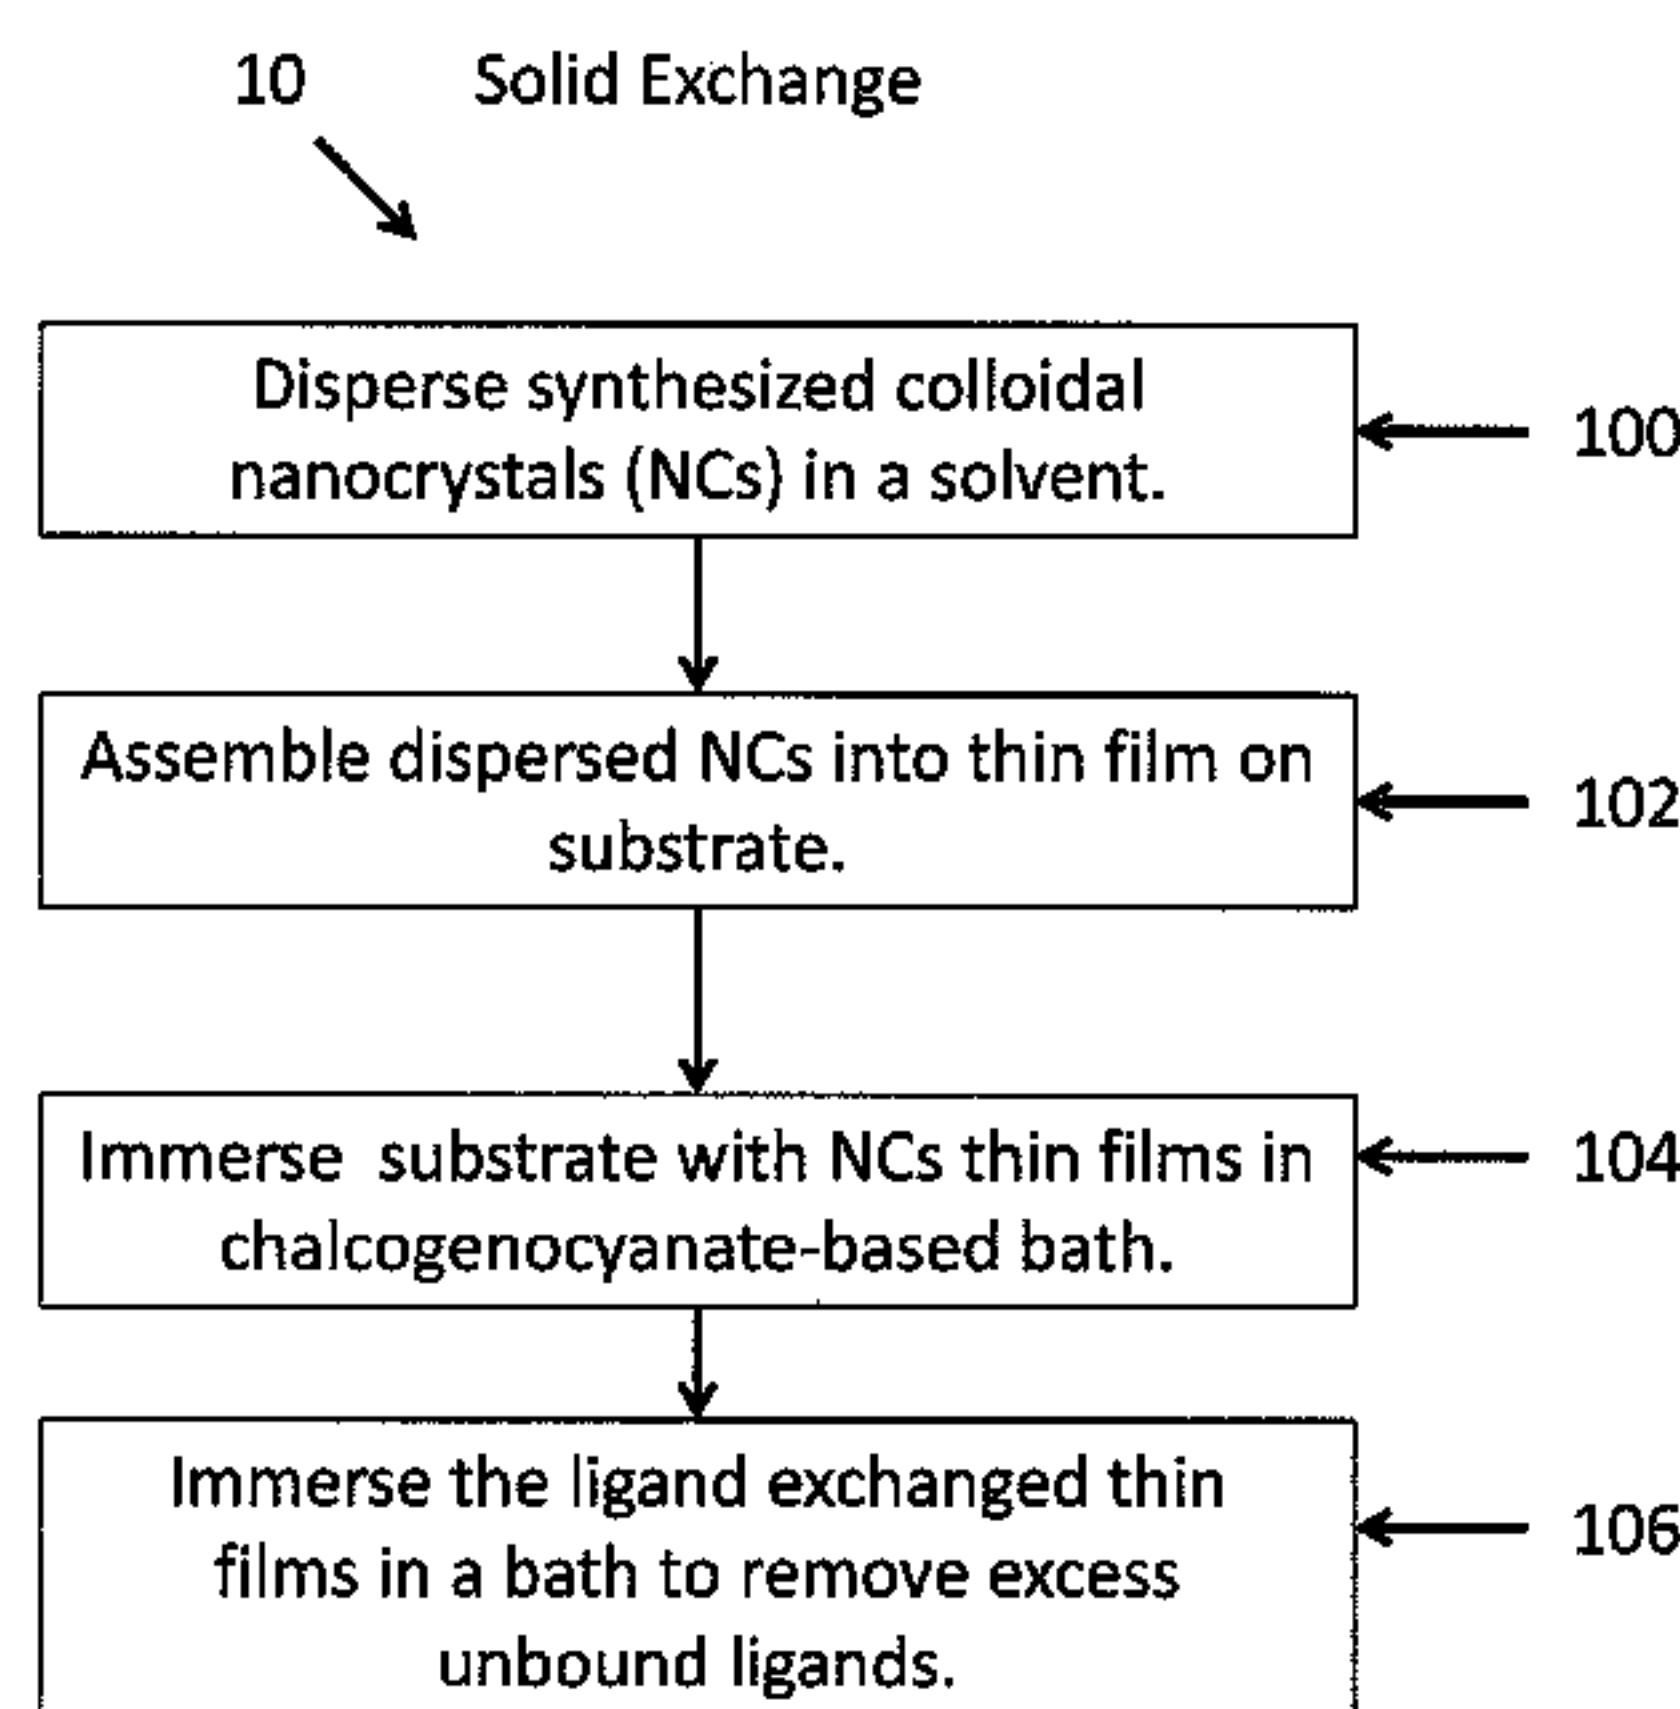 10 Solid Exchange
Disperse synthesized colloidal
nanocrystals (NCs) in a solvent.
100
Assemble dispersed NCs into thin film on
substrate.
102
Immerse substrate with NCs thin films in
chalcogenocyanate-based bath.
104
Immerse the ligand exchanged thin
films in a bath to remove excess
unbound ligands.
106